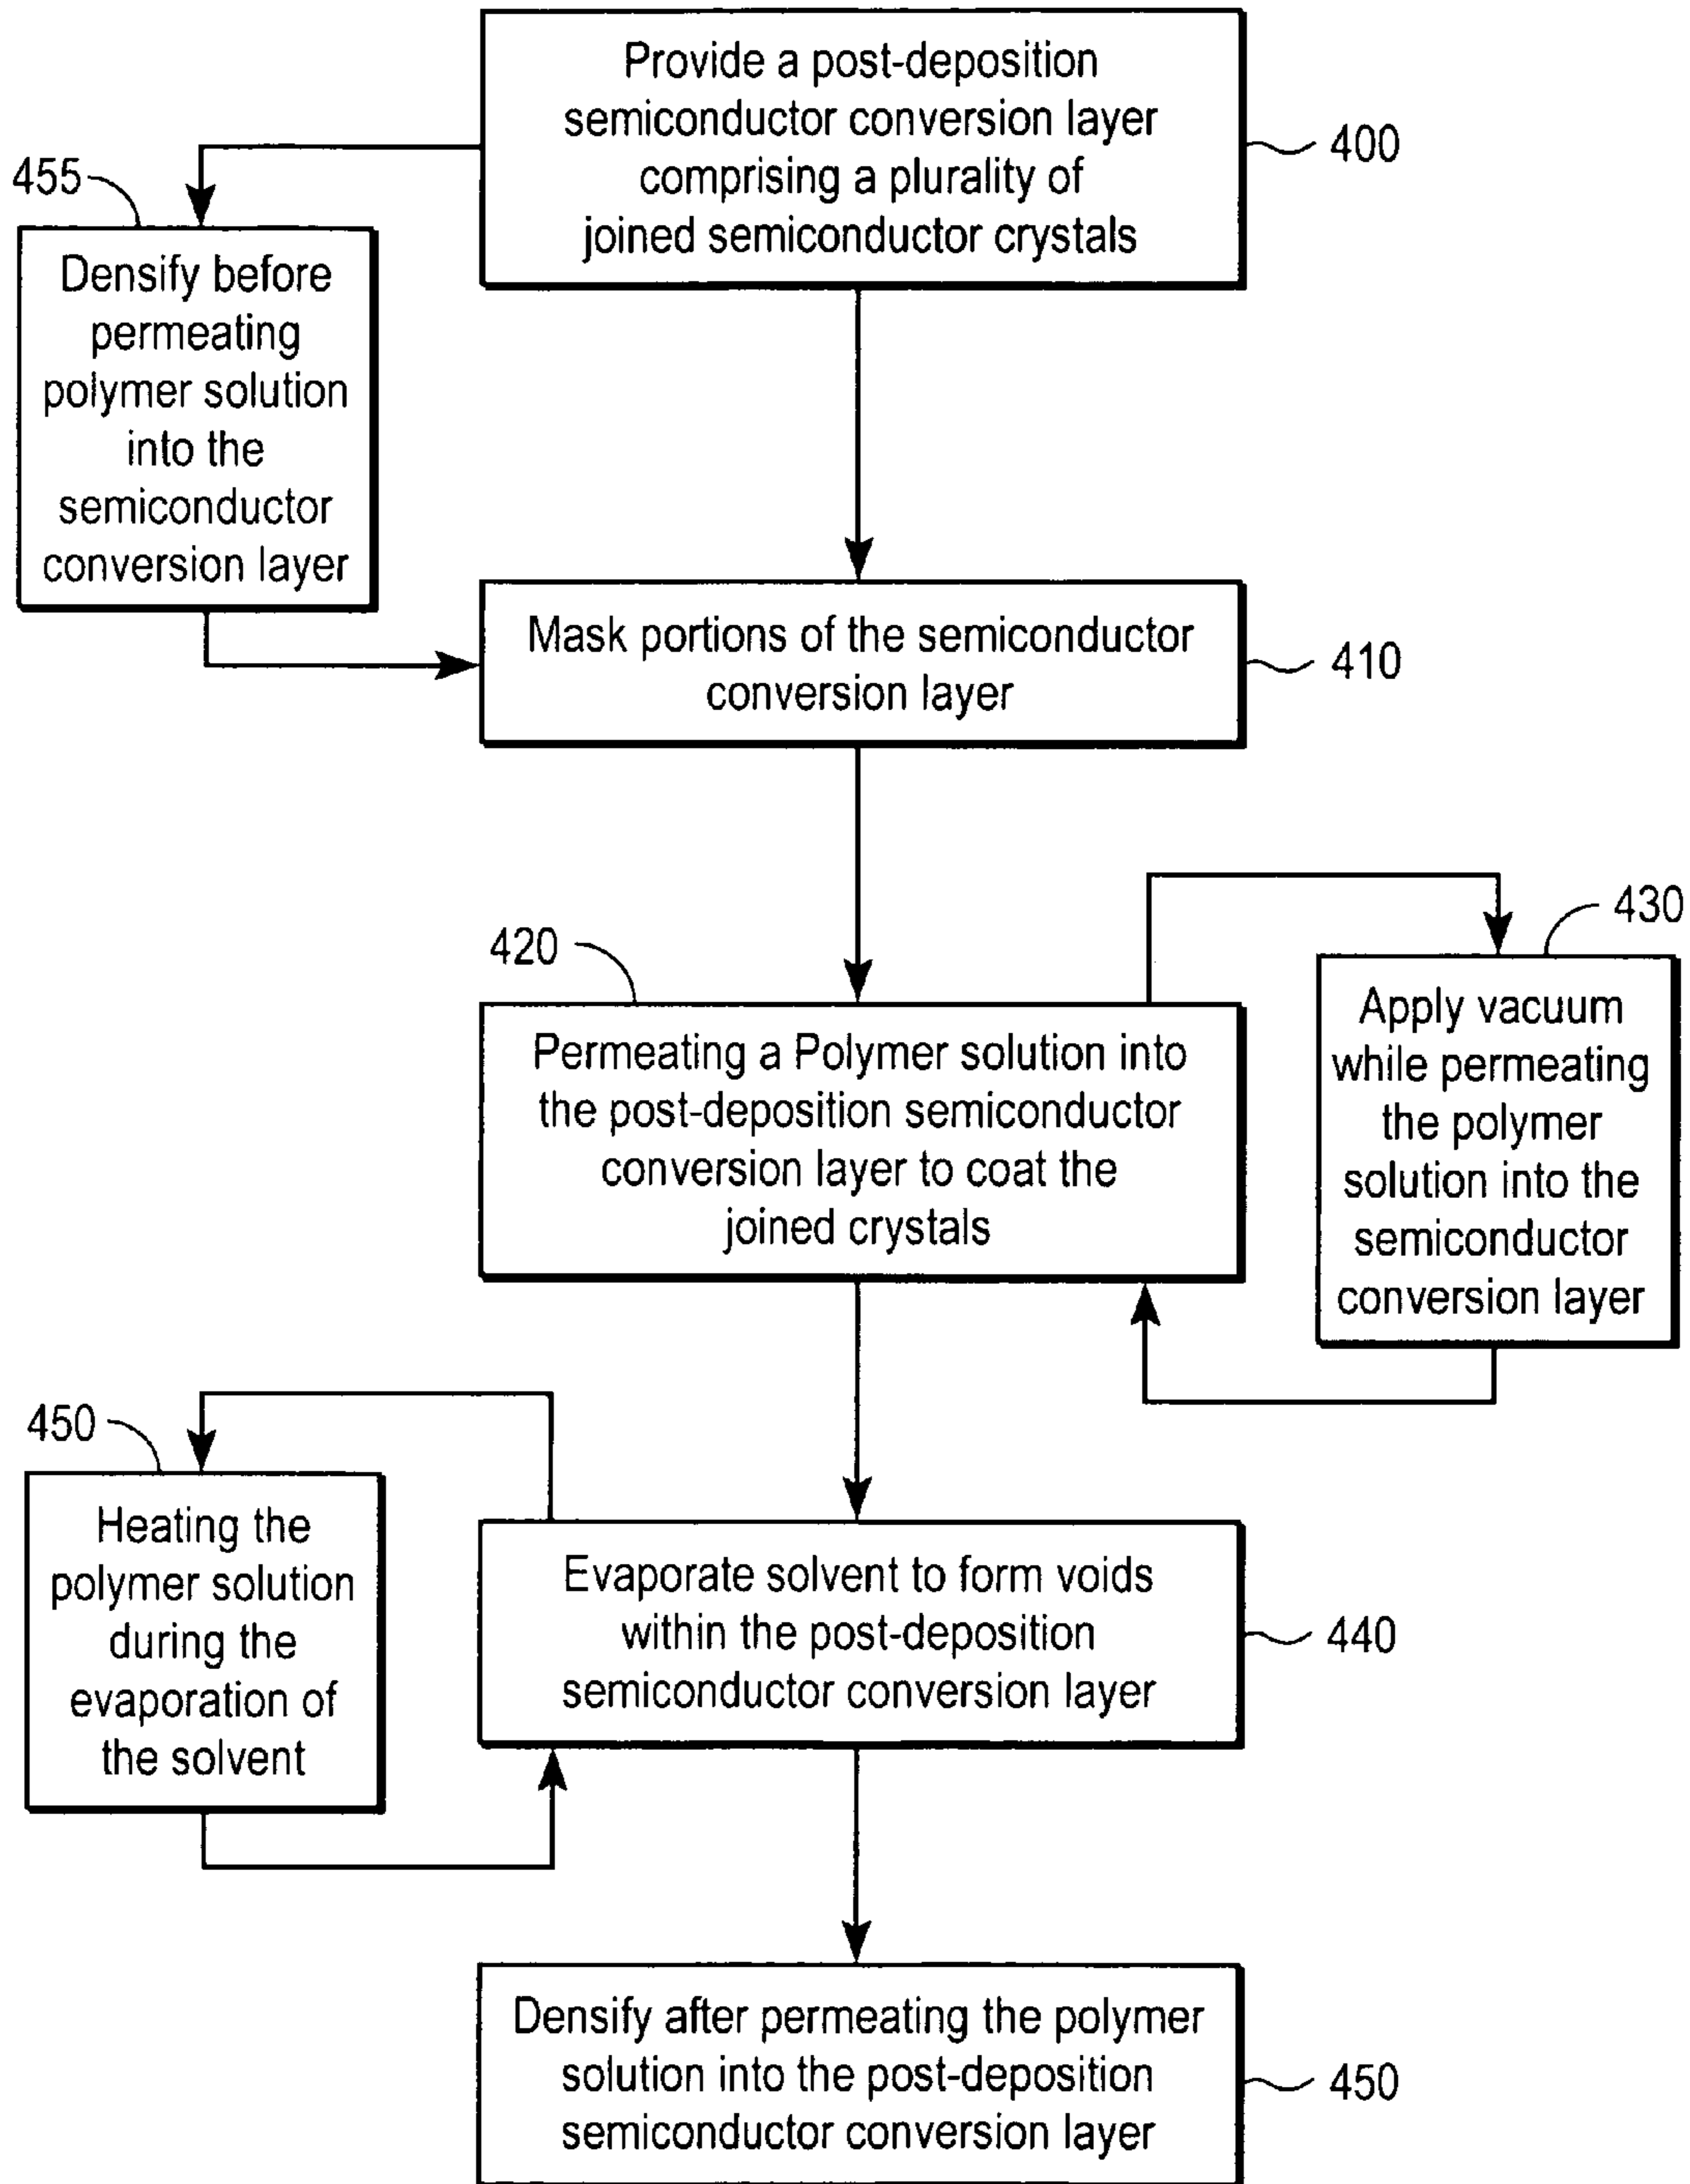 Provide a post-deposition
semiconductor conversion layer
comprising a plurality of
joined semiconductor crystals
400
455
Densify before
permeating
polymer solution
into the
semiconductor
conversion layer
Mask portions of the semiconductor
conversion layer
410
420
Permeating a Polymer solution into
the post-deposition semiconductor
conversion layer to coat the
joined crystals
430
Apply vacuum
while permeating
the polymer
solution into the
semiconductor
conversion layer
450
Heating the
polymer solution
during the
evaporation of
the solvent
Evaporate solvent to form voids
within the post-deposition
semiconductor conversion layer
440
Densify after permeating the polymer
solution into the post-deposition
semiconductor conversion layer
450